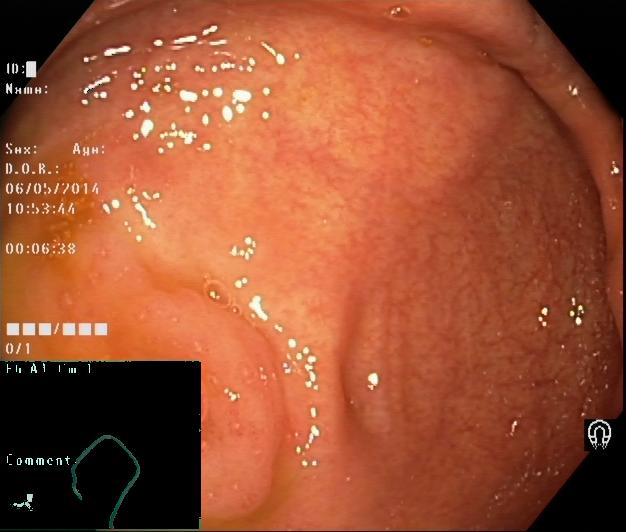 ID:
Name:
Sex: Age:
D.O.B.:
06/05/2014
10:53:44
00:06:38
■■■/■■■
0/1
Comment